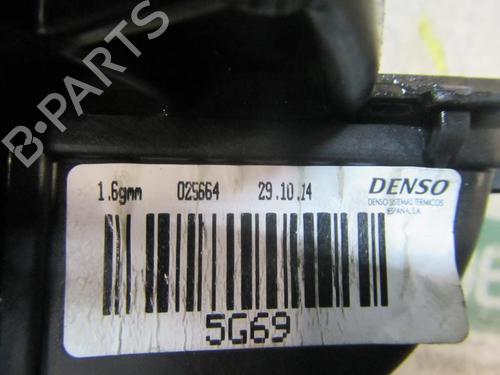 B-PARTS
1.6gmm 025664 29.10.14 DENSO
DENSO SISTEMAS TERMICOS
ESPAÑA, S.A.
5G69